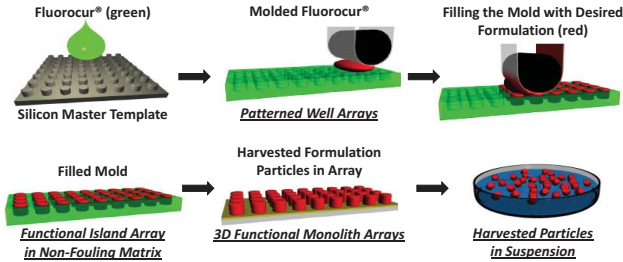 Fluorocur® (green)
Silicon Master Template
Molded Fluorocur®
Patterned Well Arrays
Filling the Mold with Desired
Formulation (red)
Filled Mold
Functional Island Array
in Non-Fouling Matrix
Harvested Formulation
Particles in Array
3D Functional Monolith Arrays
Harvested Particles
in Suspension